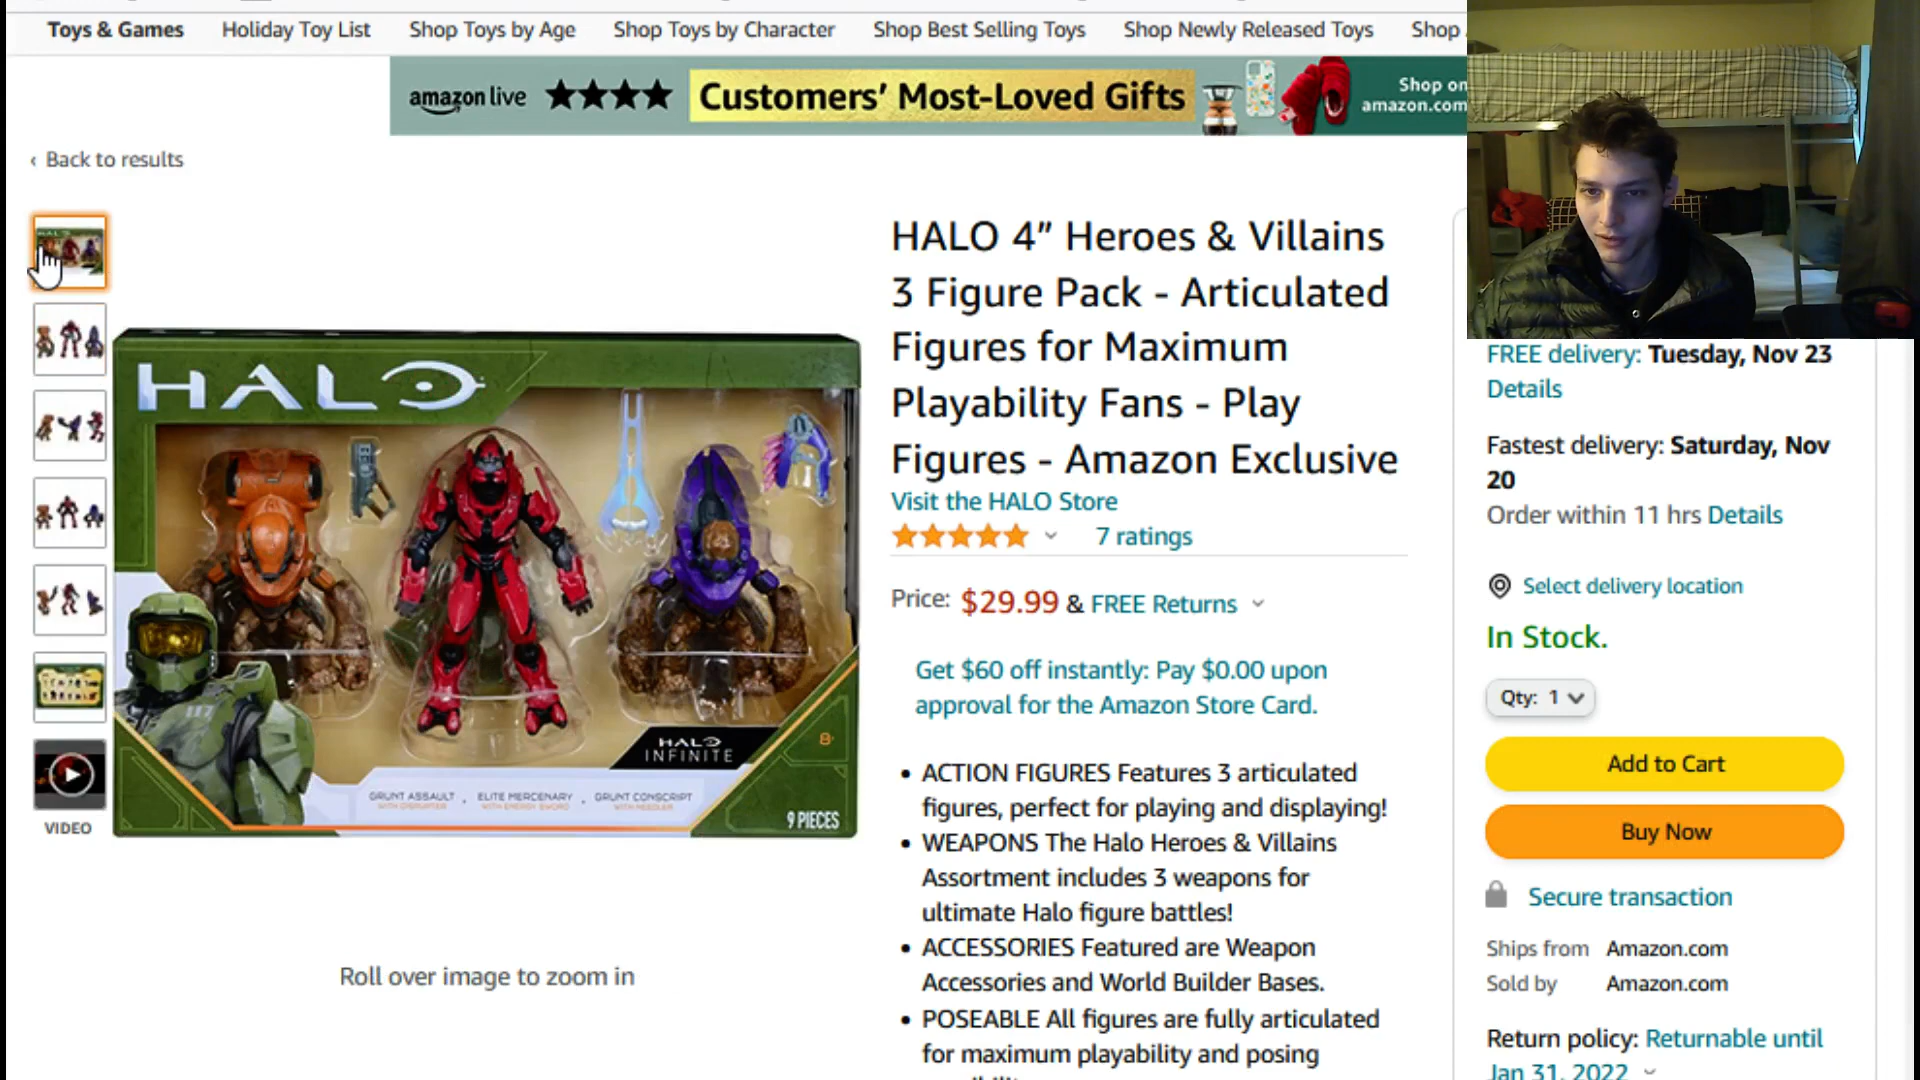 Toys & Games Holiday Toy List Shop Toys by Age Shop Toys by Character Shop Best Selling Toys Shop Newly Released Toys Shop
amazon live Customers' Most-Loved Gifts Shop on
amazon.com
‹ Back to results
HALO 4" Heroes & Villains
3 Figure Pack - Articulated
Figures for Maximum
Playability Fans - Play
Figures - Amazon Exclusive
Visit the HALO Store
7 ratings
Price: $29.99 & FREE Returns
Get $60 off instantly: Pay $0.00 upon
approval for the Amazon Store Card.
• ACTION FIGURES Features 3 articulated
figures, perfect for playing and displaying!
• WEAPONS The Halo Heroes & Villains
Assortment includes 3 weapons for
ultimate Halo figure battles!
• ACCESSORIES Featured are Weapon
Accessories and World Builder Bases.
• POSEABLE All figures are fully articulated
for maximum playability and posing
HALO
117
HALO
INFINITE
8+
GRUNT ASSAULT
WITH DISRUPTER
ELITE MERCENARY
WITH ENERGY SWORD
GRUNT CONSCRIPT
WITH NEEDLER
9 PIECES
VIDEO
Roll over image to zoom in
FREE delivery: Tuesday, Nov 23
Details
Fastest delivery: Saturday, Nov
20
Order within 11 hrs Details
Select delivery location
In Stock.
Qty: 1
Add to Cart
Buy Now
Secure transaction
Ships from Amazon.com
Sold by Amazon.com
Return policy: Returnable until
Jan 31, 2022